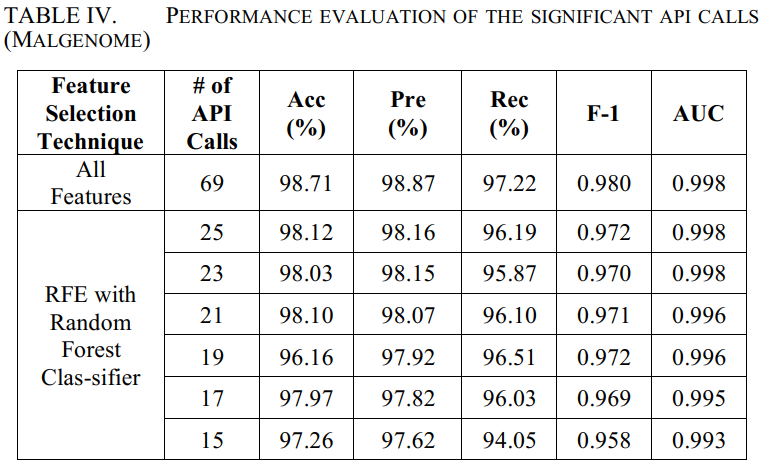 TABLE IV. PERFORMANCE EVALUATION OF THE SIGNIFICANT API CALLS
(MALGENOME)
Feature Selection Technique # of API Calls Acc (%) Pre (%) Rec (%) F-1 AUC
All Features 69 98.71 98.87 97.22 0.980 0.998
RFE with Random Forest Clas-sifier 25 98.12 98.16 96.19 0.972 0.998
23 98.03 98.15 95.87 0.970 0.998
21 98.10 98.07 96.10 0.971 0.996
19 96.16 97.92 96.51 0.972 0.996
17 97.97 97.82 96.03 0.969 0.995
15 97.26 97.62 94.05 0.958 0.993